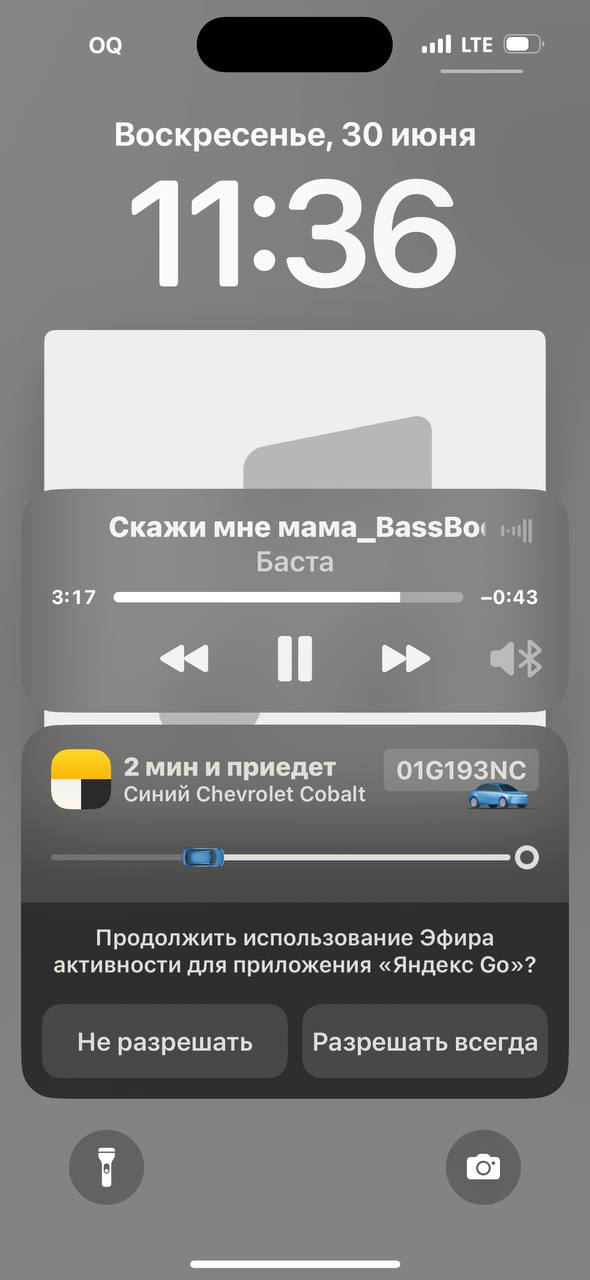 OQ
LTE
Воскресенье, 30 июня
11:36
Скажи мне мама_BassBo
Баста
3:17
−0:43
2 мин и приедет
01G193NC
Синий Chevrolet Cobalt
Продолжить использование Эфира
активности для приложения «Яндекс Go»?
Не разрешать
Разрешать всегда